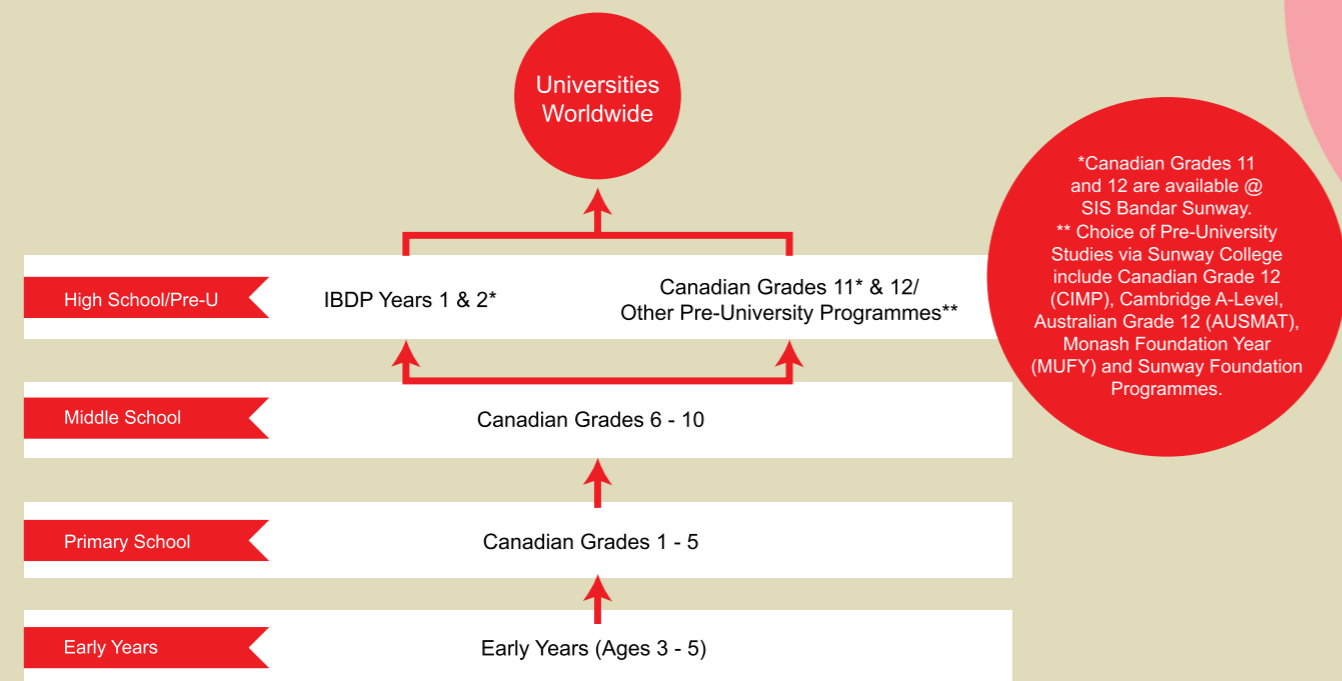 Universities
Worldwide
High School/Pre-U
IBDP Years 1 & 2*
Canadian Grades 11* & 12/
Other Pre-University Programmes**
*Canadian Grades 11
and 12 are available @
SIS Bandar Sunway.
** Choice of Pre-University
Studies via Sunway College
include Canadian Grade 12
(CIMP), Cambridge A-Level,
Australian Grade 12 (AUSMAT),
Monash Foundation Year
(MUFY) and Sunway Foundation
Programmes.
Middle School
Canadian Grades 6 - 10
Primary School
Canadian Grades 1 - 5
Early Years
Early Years (Ages 3 - 5)